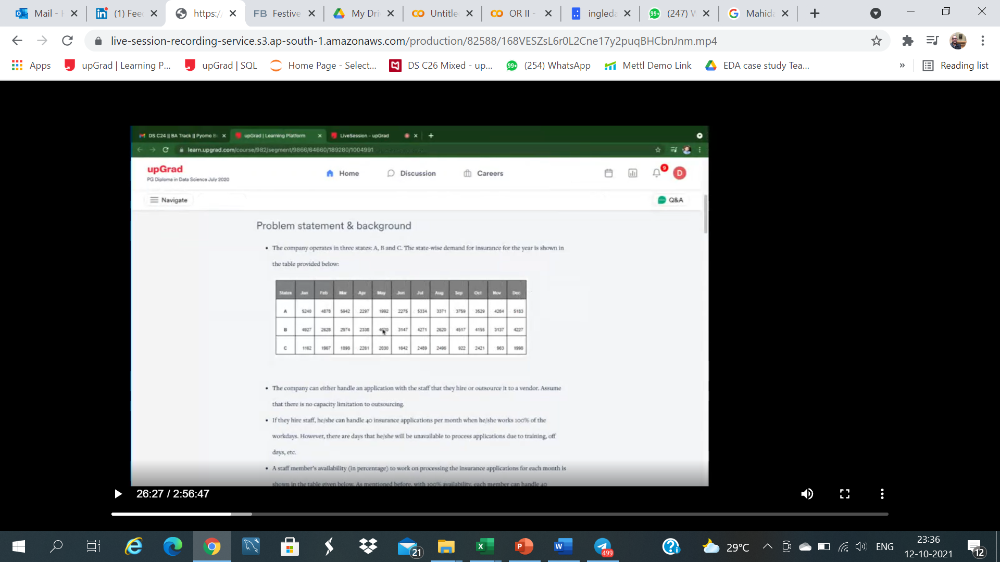 Mail -
(1) Fee
https:/
FB Festive
My Dri
Untitle
OR II -
ingleda
99+ (247) W
Mahida
live-session-recording-service.s3.ap-south-1.amazonaws.com/production/82588/168VESZsL6r0L2Cne17y2puqBHCbnJnm.mp4
Apps
upGrad | Learning P...
upGrad | SQL
Home Page - Select...
DS C26 Mixed - up...
99+ (254) WhatsApp
Mettl Demo Link
EDA case study Tea...
»
Reading list
DS C24 || BA Track || Pyomo B
upGrad | Learning Platform
LiveSession - upGrad
learn.upgrad.com/course/982/segment/9866/64660/189280/1004991
upGrad
PG Diploma in Data Science July 2020
Home
Discussion
Careers
9
D
Navigate
Q&A
Problem statement & background
• The company operates in three states: A, B and C. The state-wise demand for insurance for the year is shown in
the table provided below:
States Jan Feb Mar Apr May Jun Jul Aug Sep Oct Nov Dec
A 5240 4878 5942 2297 1992 2275 5334 3371 3759 3529 4284 5183
B 4927 2628 2974 2338 3147 4271 2620 4517 4155 3137 4227
C 1162 1967 1898 2261 2030 1642 2489 2496 922 2421 963 1998
• The company can either handle an application with the staff that they hire or outsource it to a vendor. Assume
that there is no capacity limitation to outsourcing.
• If they hire staff, he/she can handle 40 insurance applications per month when he/she works 100% of the
workdays. However, there are days that he/she will be unavailable to process applications due to training, off
days, etc.
• A staff member's availability (in percentage) to work on processing the insurance applications for each month is
shown in the table given below. As mentioned before, with 100% availability, each member can handle 40
26:27 / 2:56:47
21
499
29°C
ENG
23:36
12-10-2021
12